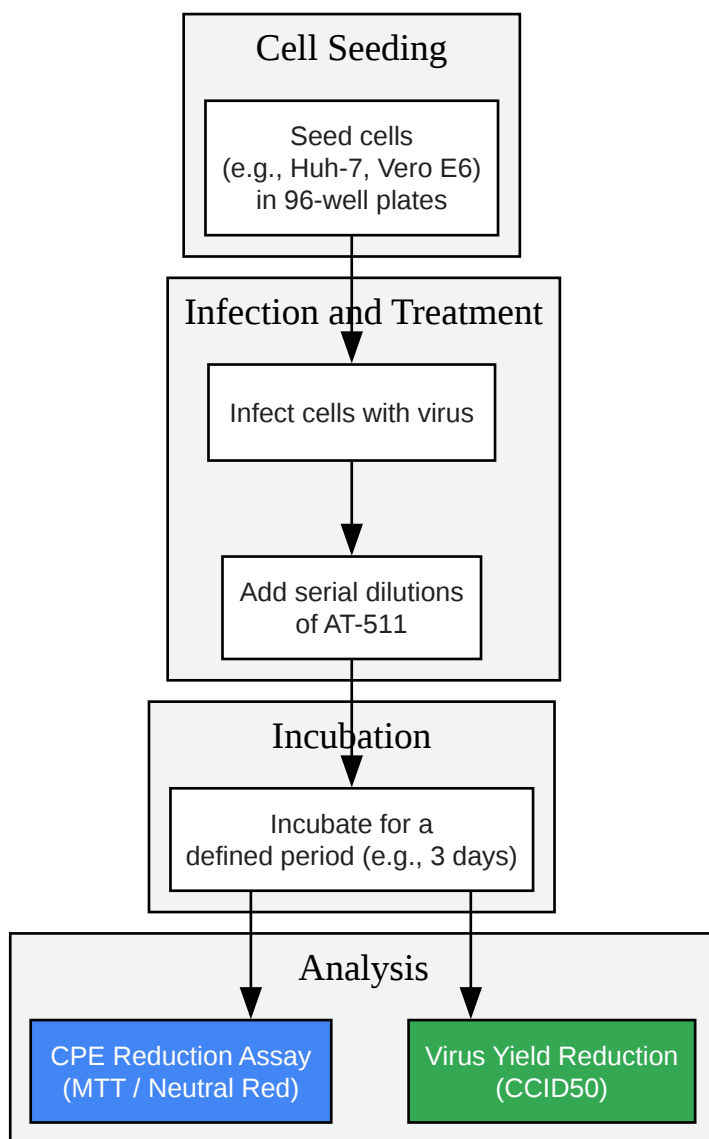 Cell Seeding
Seed cells
(e.g., Huh-7, Vero E6)
in 96-well plates
Infection and Treatment
Infect cells with virus
Add serial dilutions
of AT-511
Incubation
Incubate for a
defined period (e.g., 3 days)
Analysis
CPE Reduction Assay
(MTT / Neutral Red)
Virus Yield Reduction
(CCID50)